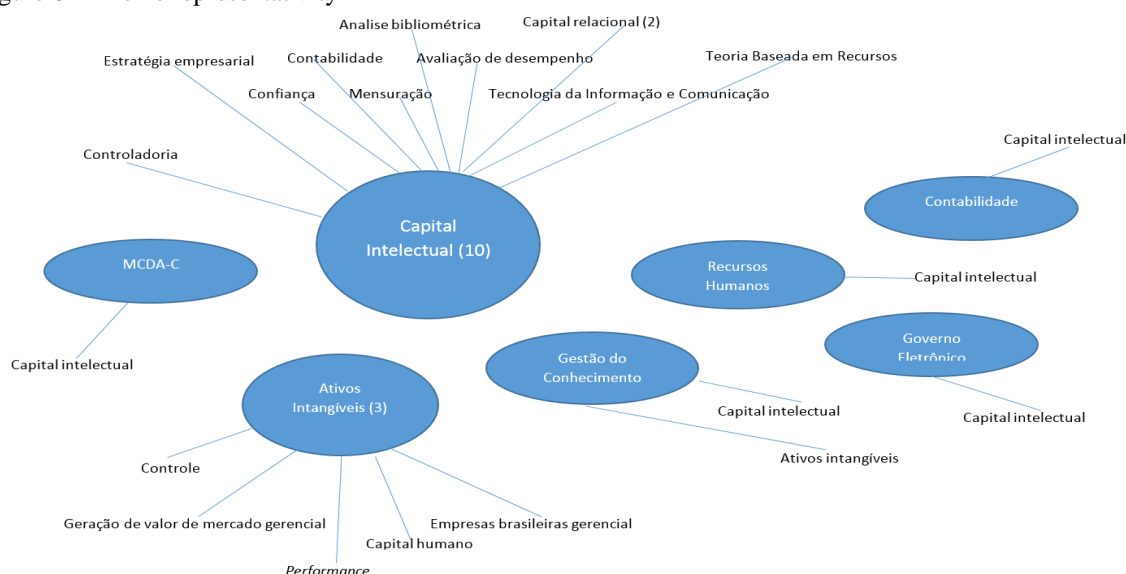 Analise bibliométrica
Capital relacional (2)
Estratégia empresarial
Contabilidade
Avaliação de desempenho
Teoria Baseada em Recursos
Confiança
Mensuração
Tecnologia da Informação e Comunicação
Controladoria
Capital intelectual
Contabilidade
Capital
Intelectual (10)
MCDA-C
Recursos
Humanos
Capital intelectual
Governo
Eletrônico
Gestão do
Conhecimento
Capital intelectual
Ativos
Intangíveis (3)
Capital intelectual
Capital intelectual
Ativos intangíveis
Controle
Geração de valor de mercado gerencial
Empresas brasileiras gerencial
Capital humano
Performance